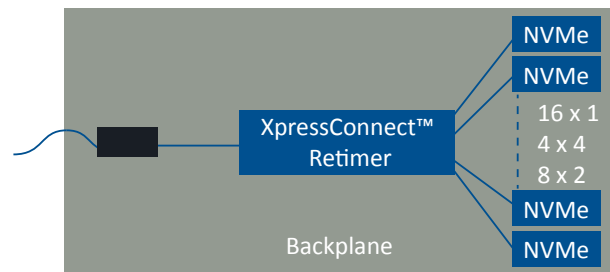 NVMe
NVMe
XpressConnect™
Retimer
16 x 1
4 x 4
8 x 2
NVMe
NVMe
Backplane